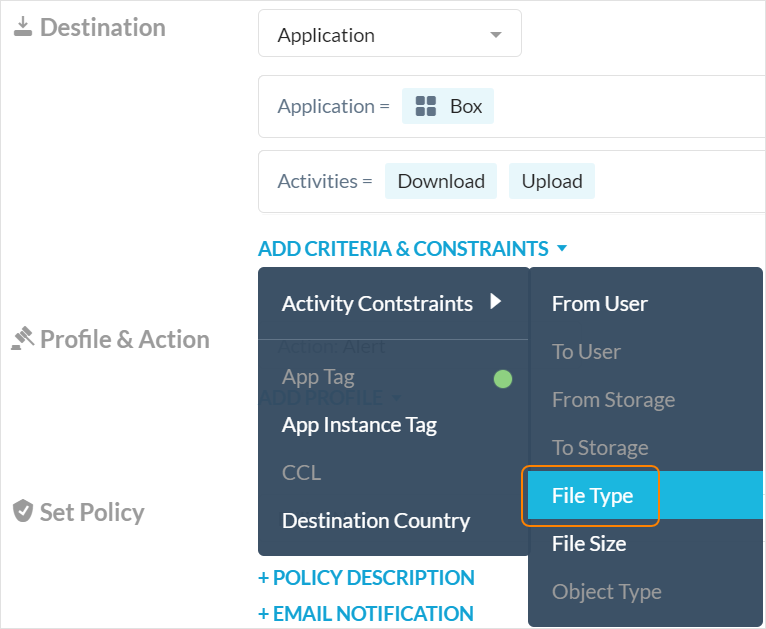 Destination
Application
Application =
Box
Activities =
Download
Upload
ADD CRITERIA & CONSTRAINTS
Activity Contstraints
From User
Profile & Action
Action: Alert
To User
App Tag
ADD PROFILE
From Storage
App Instance Tag
To Storage
CCL
File Type
Set Policy
Destination Country
File Size
+ POLICY DESCRIPTION
Object Type
+ EMAIL NOTIFICATION